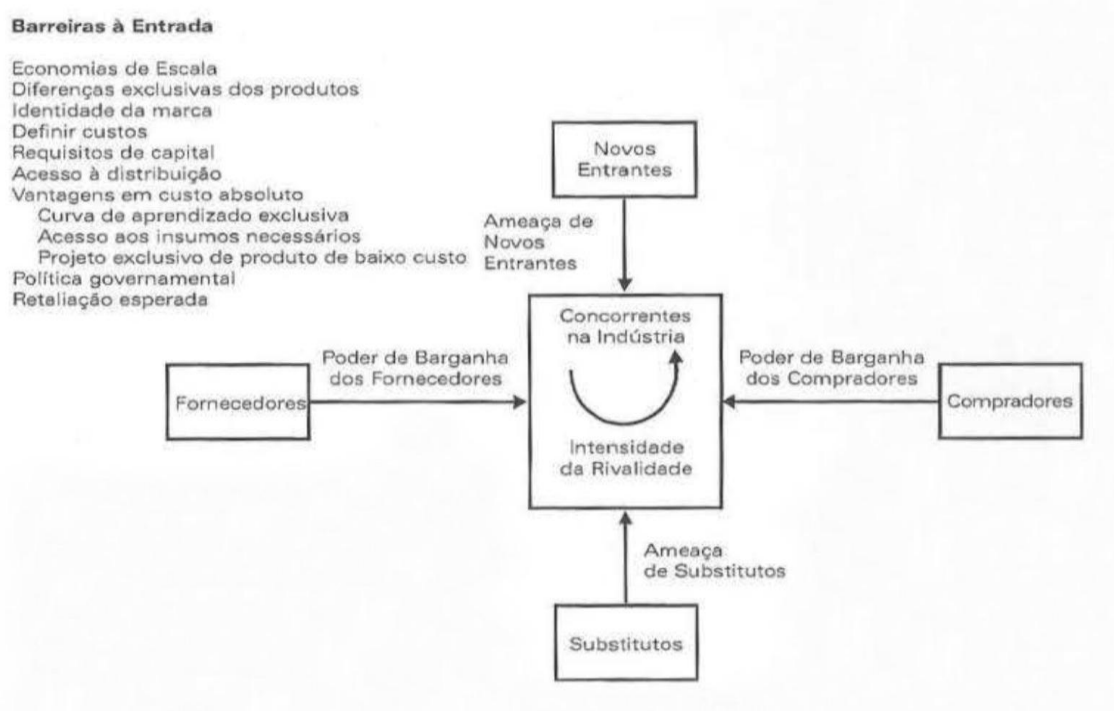 Barreiras à Entrada
Economias de Escala
Diferenças exclusivas dos produtos
Identidade da marca
Definir custos
Requisitos de capital
Acesso à distribuição
Vantagens em custo absoluto
Curva de aprendizado exclusiva
Acesso aos insumos necessários
Projeto exclusivo de produto de baixo custo
Política governamental
Retaliação esperada
Novos
Entrantes
Ameaça de
Novos
Entrantes
Concorrentes
na Indústria
Intensidade
da Rivalidade
Poder de Barganha
dos Fornecedores
Fornecedores
Poder de Barganha
dos Compradores
Compradores
Ameaça
de Substitutos
Substitutos